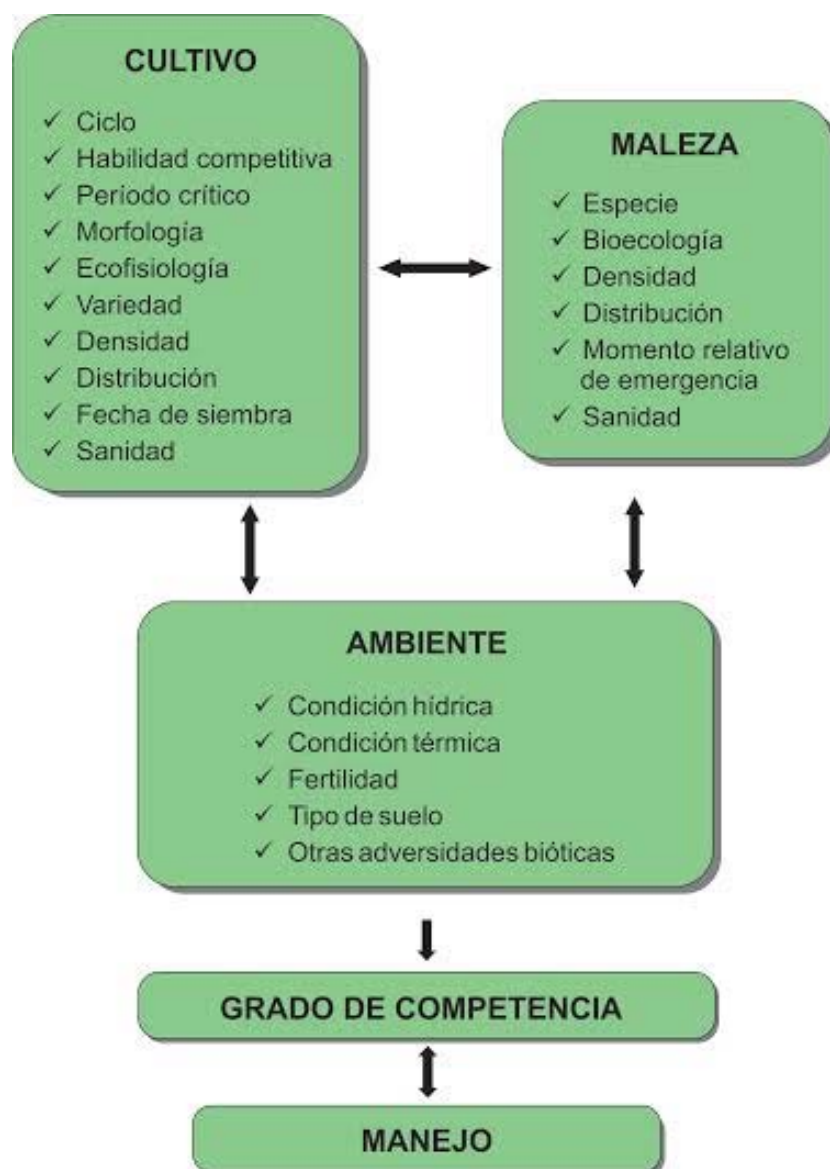 CULTIVO
✓ Ciclo
✓ Habilidad competitiva
✓ Período crítico
✓ Morfología
✓ Ecofisiología
✓ Variedad
✓ Densidad
✓ Distribución
✓ Fecha de siembra
✓ Sanidad
MALEZA
✓ Especie
✓ Bioecología
✓ Densidad
✓ Distribución
✓ Momento relativo
de emergencia
✓ Sanidad
AMBIENTE
✓ Condición hídrica
✓ Condición térmica
✓ Fertilidad
✓ Tipo de suelo
✓ Otras adversidades bióticas
GRADO DE COMPETENCIA
MANEJO